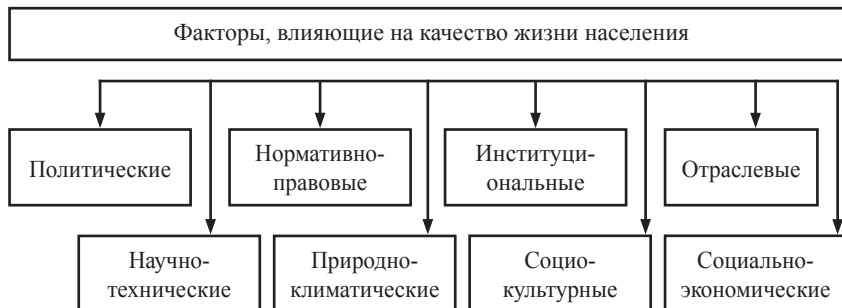 Факторы, влияющие на качество жизни населения
Политические
Нормативно-
правовые
Институци-
ональные
Отраслевые
Научно-
технические
Природно-
климатические
Социо-
культурные
Социально-
экономические